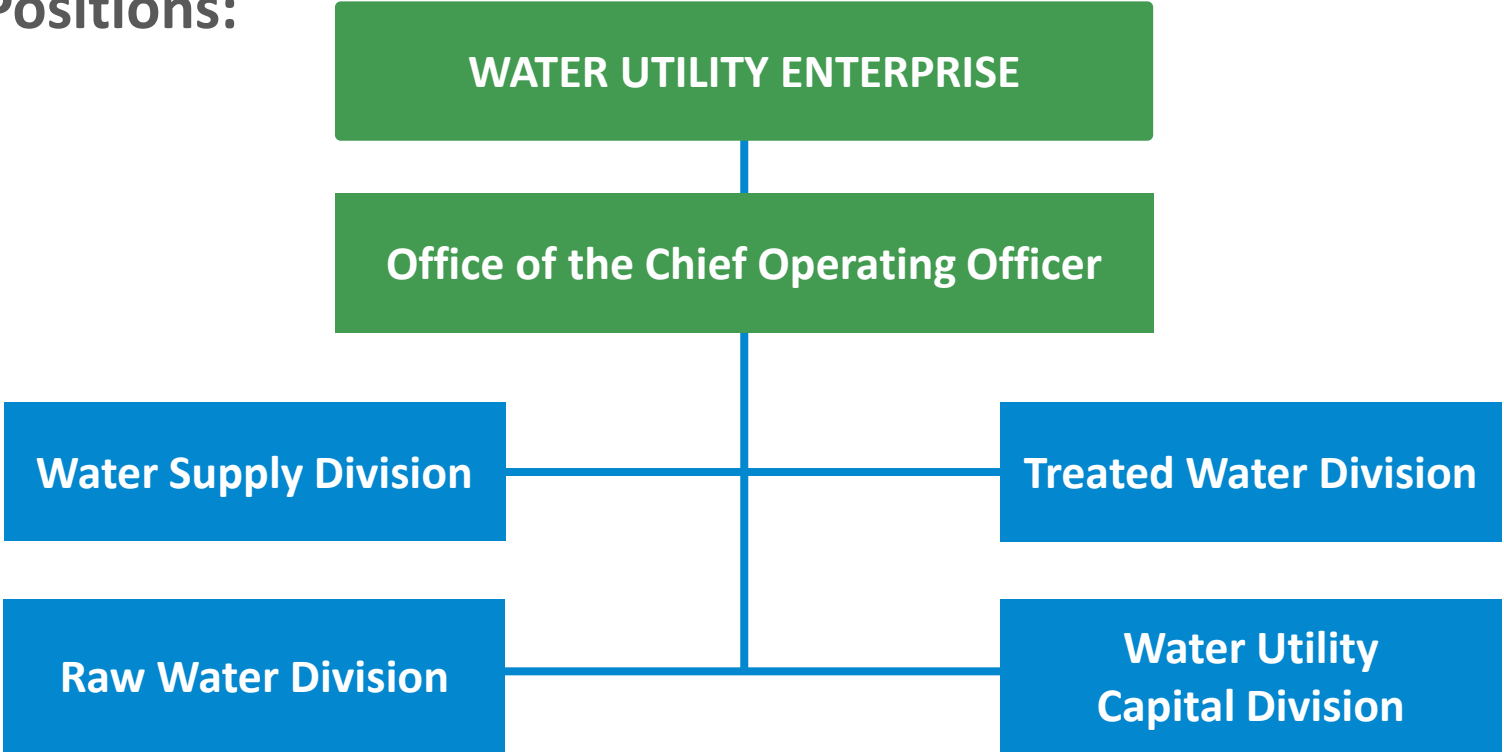 Positions:
WATER UTILITY ENTERPRISE
Office of the Chief Operating Officer
Water Supply Division
Treated Water Division
Raw Water Division
Water Utility
Capital Division